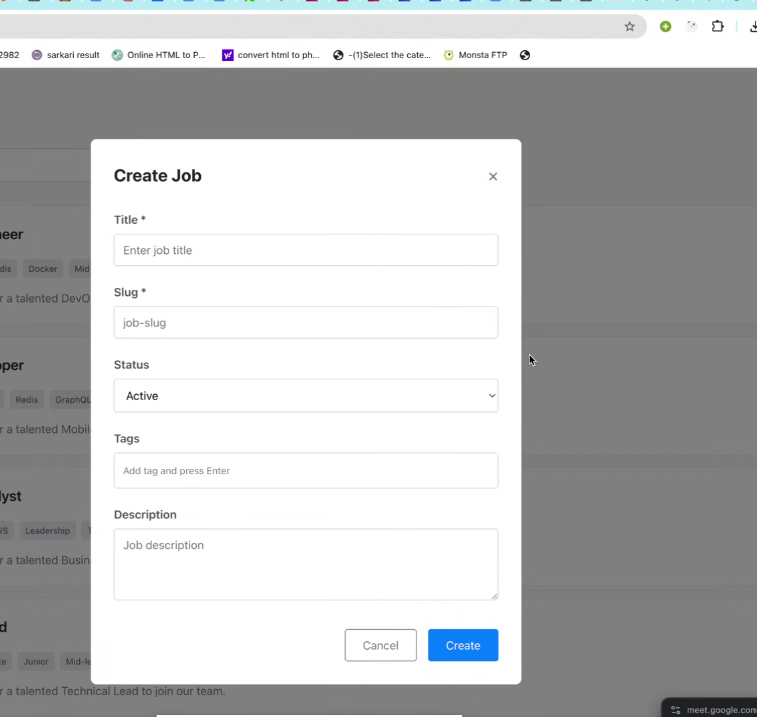 2982 sarkari result Online HTML to P... convert html to ph... -(1)Select the cate... Monsta FTP
Create Job
×
Title *
Enter job title
Slug *
job-slug
Status
Active
Tags
Add tag and press Enter
Description
Job description
Cancel Create
neer
dis Docker Mid-
r a talented DevO
oper
Redis GraphQL
r a talented Mobil
lyst
WS Leadership T
r a talented Busin
d
te Junior Mid-le
r a talented Technical Lead to join our team.
meet.google.com